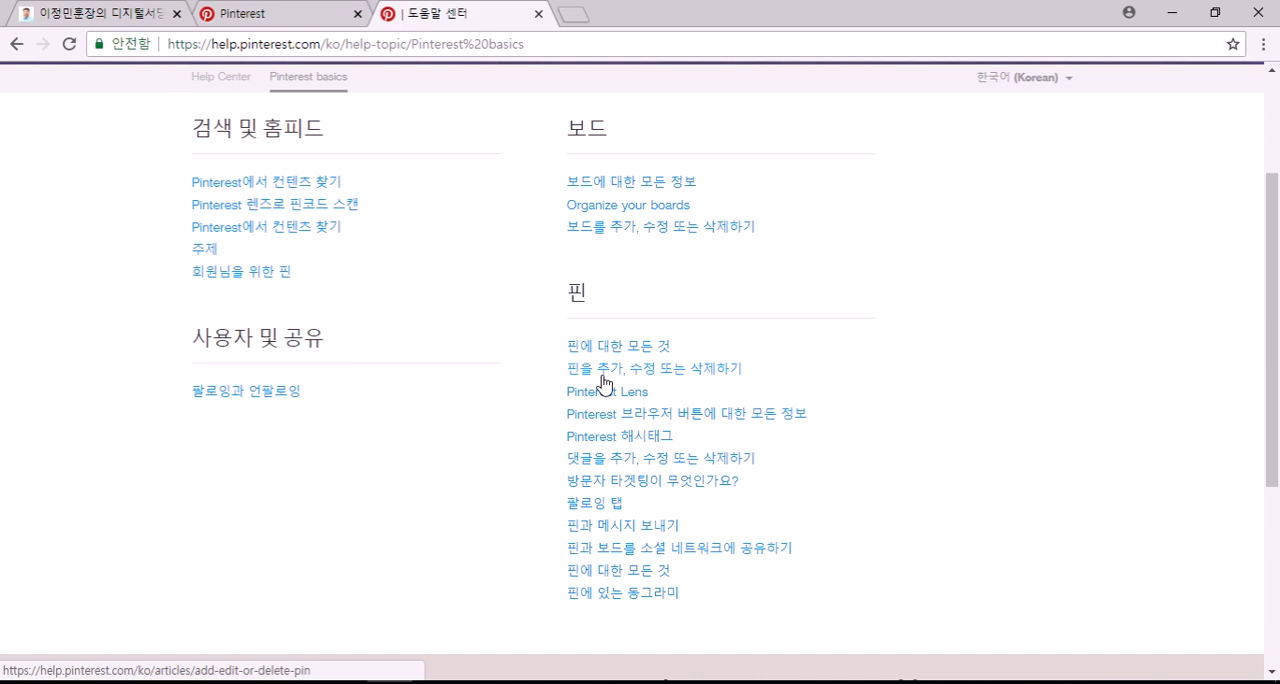 이정민훈장의 디지털서당
Pinterest
| 도움말 센터
안전함
https://help.pinterest.com/ko/help-topic/Pinterest%20basics
Help Center
Pinterest basics
한국어 (Korean)
검색 및 홈피드
Pinterest에서 컨텐츠 찾기
Pinterest 렌즈로 핀코드 스캔
Pinterest에서 컨텐츠 찾기
주제
회원님을 위한 핀
사용자 및 공유
팔로잉과 언팔로잉
보드
보드에 대한 모든 정보
Organize your boards
보드를 추가, 수정 또는 삭제하기
핀
핀에 대한 모든 것
핀을 추가, 수정 또는 삭제하기
Pinterest Lens
Pinterest 브라우저 버튼에 대한 모든 정보
Pinterest 해시태그
댓글을 추가, 수정 또는 삭제하기
방문자 타겟팅이 무엇인가요?
팔로잉 탭
핀과 메시지 보내기
핀과 보드를 소셜 네트워크에 공유하기
핀에 대한 모든 것
핀에 있는 동그라미
https://help.pinterest.com/ko/articles/add-edit-or-delete-pin